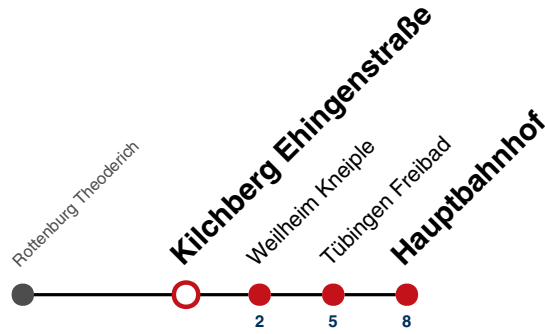 Rottenburg Theoderich
Kilchberg Ehingenstraße
Weilheim Kneiple
Tübingen Freibad
Hauptbahnhof
2
5
8